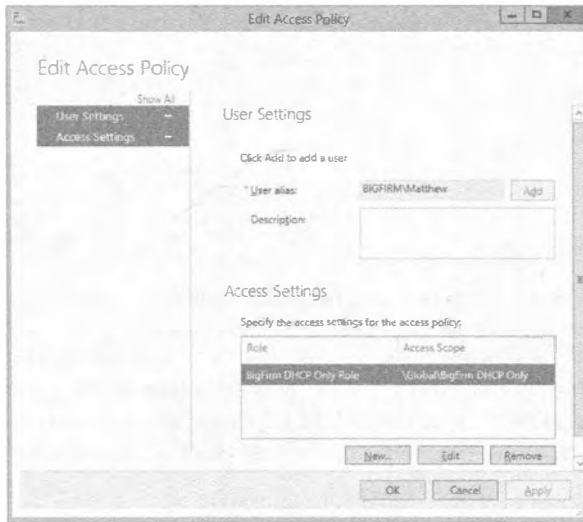 Edit Access Policy
Edit Access Policy
Show All
User Settings
Access Settings
User Settings
Click Add to add a user
* User alias:
BIGFIRM\Matthew
Add
Description:
Access Settings
Specify the access settings for the access policy:
Role
Access Scope
BigFirm DHCP Only Role
\Global\Bigfirm DHCP Only
New...
Edit
Remove
OK
Cancel
Apply